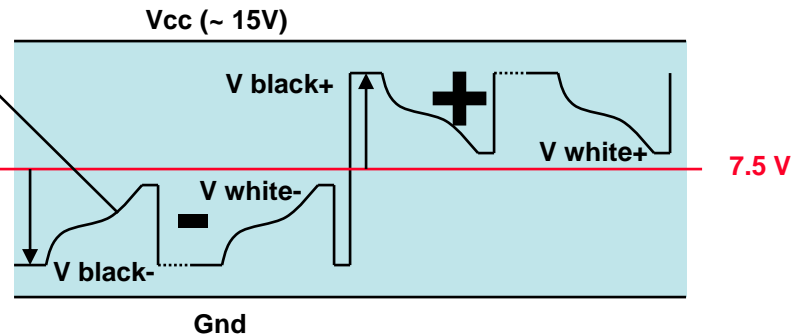 Vcc (~ 15V)
V black+
V white+
7.5 V
V white-
V black-
Gnd